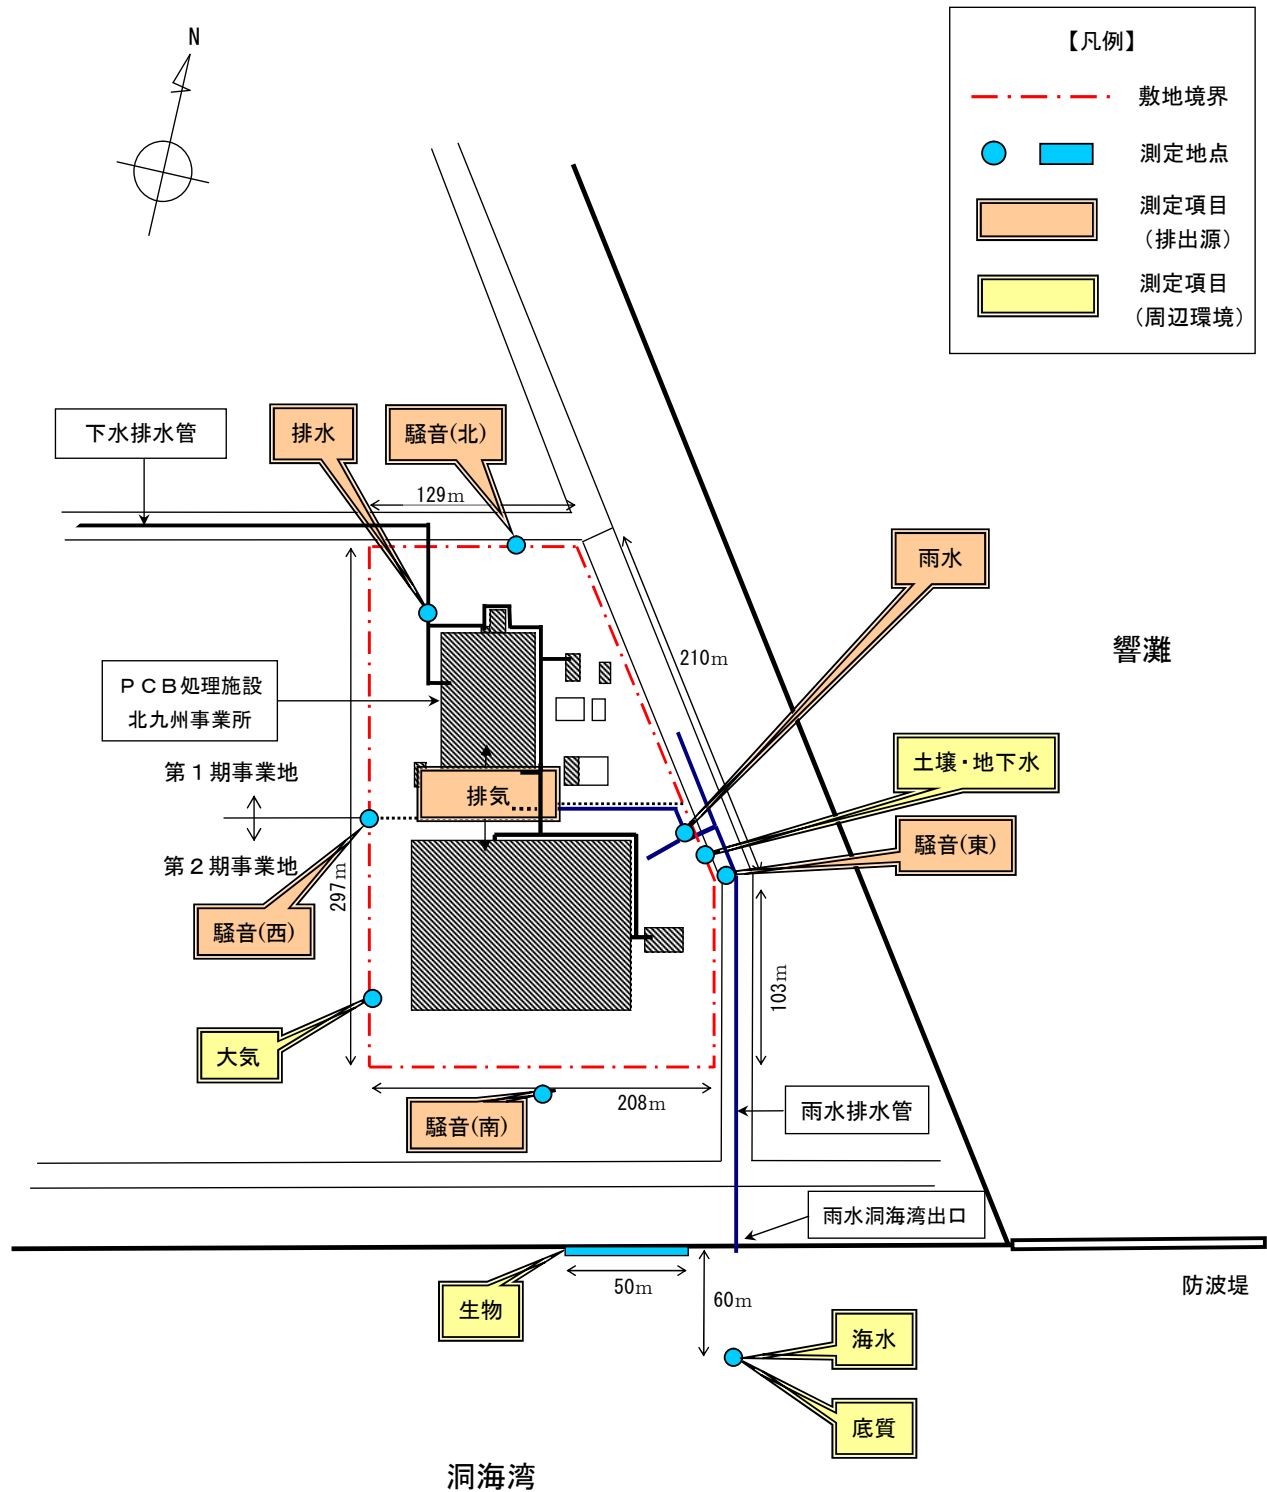 N
【凡例】
敷地境界
測定地点
測定項目
（排出源）
測定項目
（周辺環境）
下水排水管
排水
騒音(北)
129m
雨水
響灘
210m
ＰＣＢ処理施設
北九州事業所
第１期事業地
排気
土壌・地下水
第２期事業地
騒音(東)
297m
騒音(西)
103m
大気
208m
騒音(南)
雨水排水管
雨水洞海湾出口
50m
60m
防波堤
生物
海水
底質
洞海湾